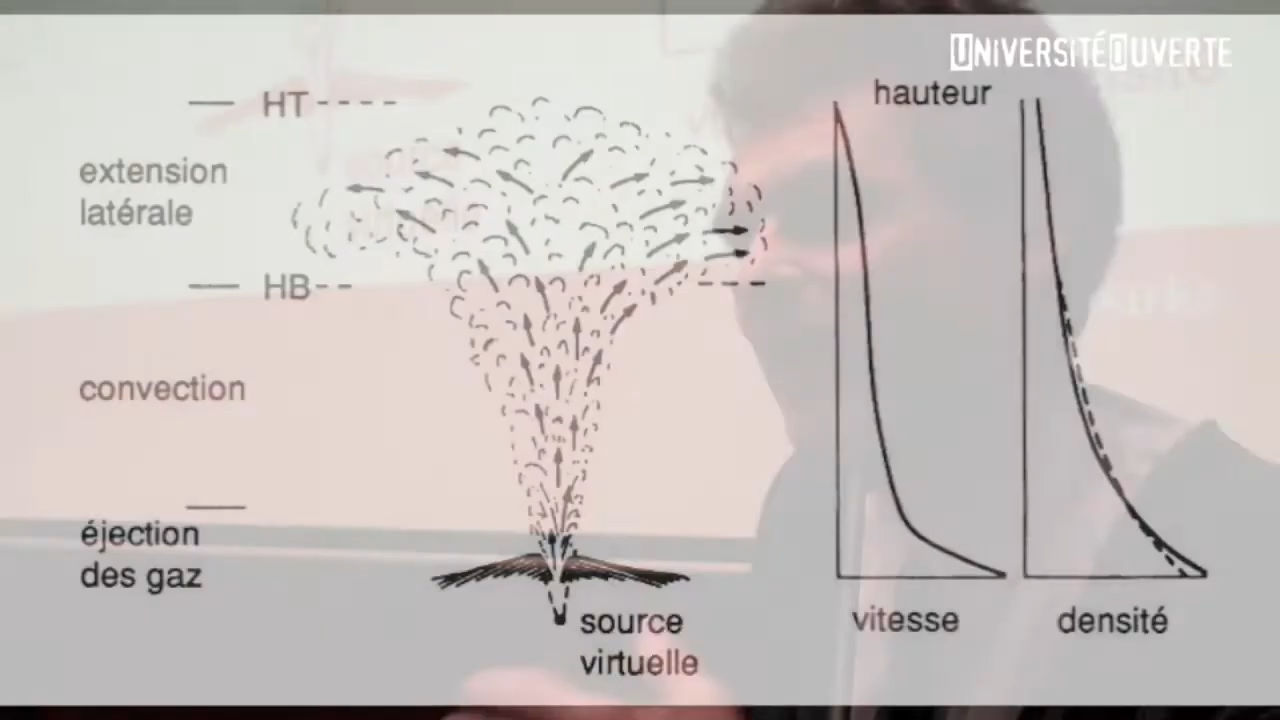 UNIVERSITÉOUVERTE
HT
hauteur
extension
latérale
HB
convection
éjection
des gaz
source
virtuelle
vitesse
densité